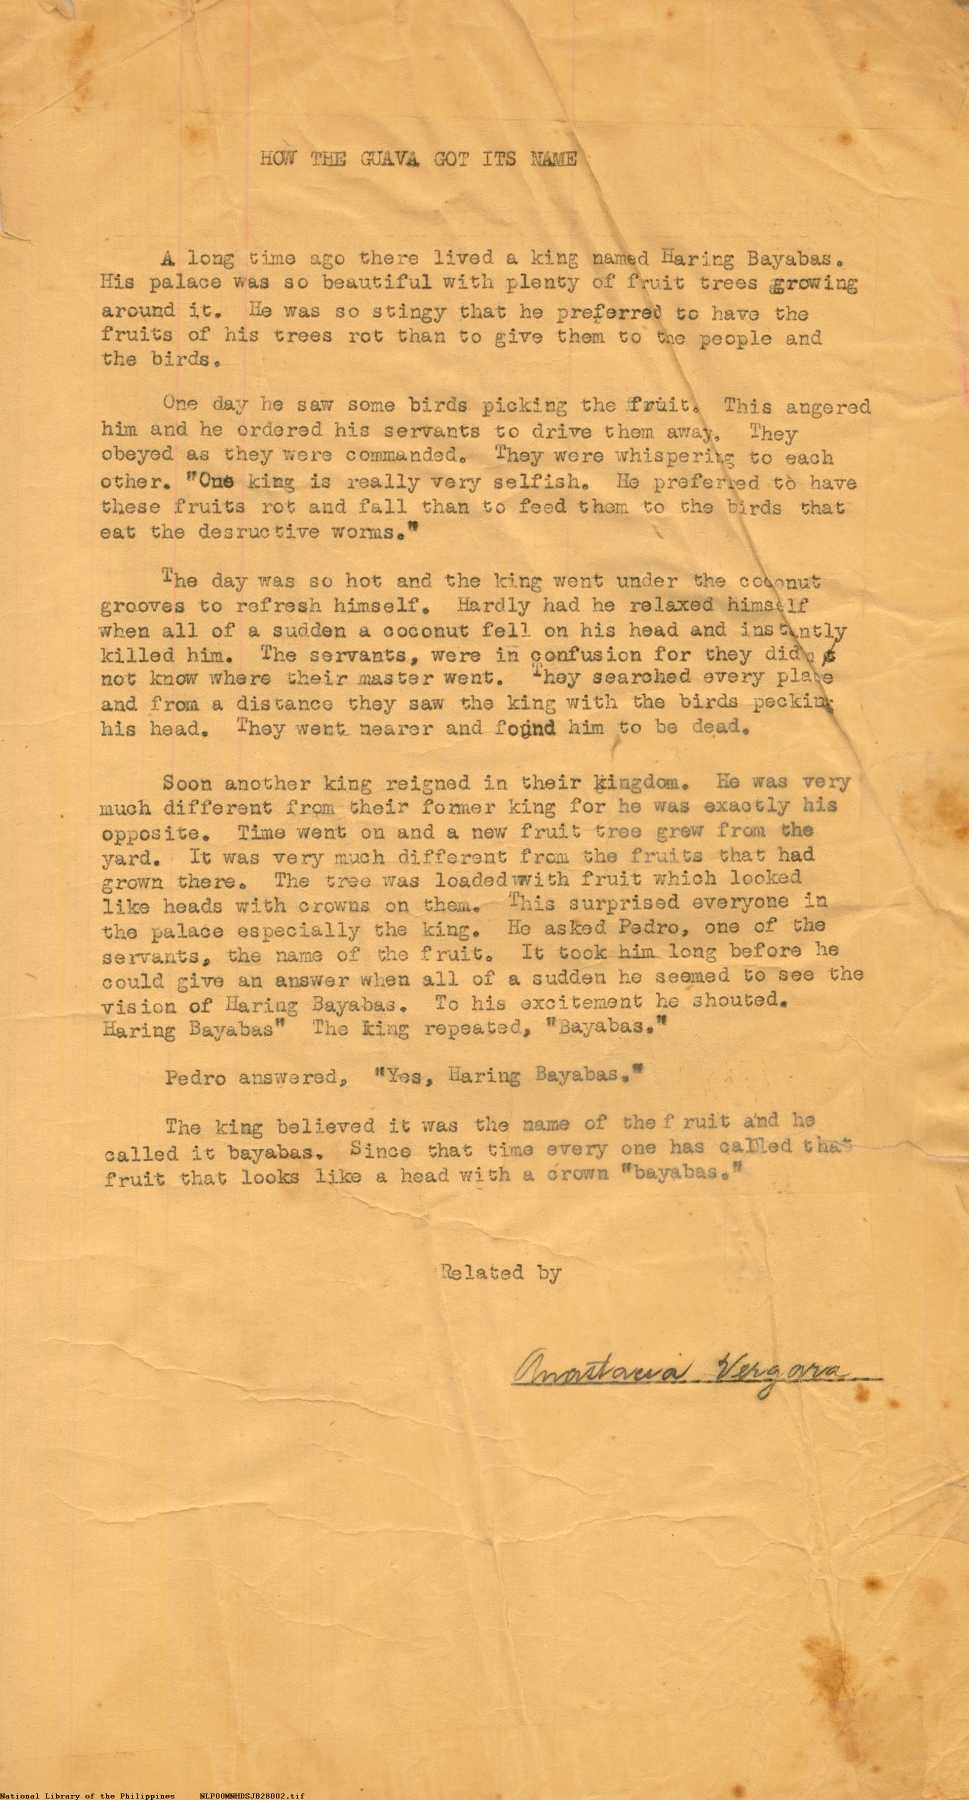 HOW THE GUAVA GOT ITS NAME
A long time ago there lived a king named Haring Bayabas.
His palace was so beautiful with plenty of fruit trees growing
around it. He was so stingy that he preferred to have the
fruits of his trees rot than to give them to the people and
the birds.
One day he saw some birds picking the fruit. This angered
him and he ordered his servants to drive them away. They
obeyed as they were commanded. They were whispering to each
other. "One king is really very selfish. He preferred to have
these fruits rot and fall than to feed them to the birds that
eat the desructive worms."
The day was so hot and the king went under the coconut
grooves to refresh himself. Hardly had he relaxed himself
when all of a sudden a coconut fell on his head and instantly
killed him. The servants, were in confusion for they did
not know where their master went. They searched every place
and from a distance they saw the king with the birds pecking
his head. They went nearer and found him to be dead.
Soon another king reigned in their kingdom. He was very
much different from their former king for he was exactly his
opposite. Time went on and a new fruit tree grew from the
yard. It was very much different from the fruits that had
grown there. The tree was loaded with fruit which looked
like heads with crowns on them. This surprised everyone in
the palace especially the king. He asked Pedro, one of the
servants, the name of the fruit. It took him long before he
could give an answer when all of a sudden he seemed to see the
vision of Haring Bayabas. To his excitement he shouted.
Haring Bayabas" The king repeated, "Bayabas."
Pedro answered, "Yes, Haring Bayabas."
The king believed it was the name of thef ruit and he
called it bayabas. Since that time every one has called that
fruit that looks like a head with a crown "bayabas."
Related by
Anastacia Vergara
National Library of the Philippines NLP00MNHDSJB28002.tif